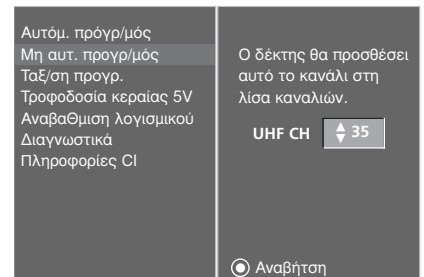 Αυτόμ. πρόγρ/μός
Μη αυτ. προγρ/μός
Ταξ/ση προγρ.
Τροφοδοσία κεραίας 5V
ΑναβαΘμιση λογισμικού
Διαγνωστικά
Πληροφορίες CI
Ο δέκτης θα προσθέσει
αυτό το κανάλι στη
λίσα καναλιών.
UHF CH 35
Αναβήτση